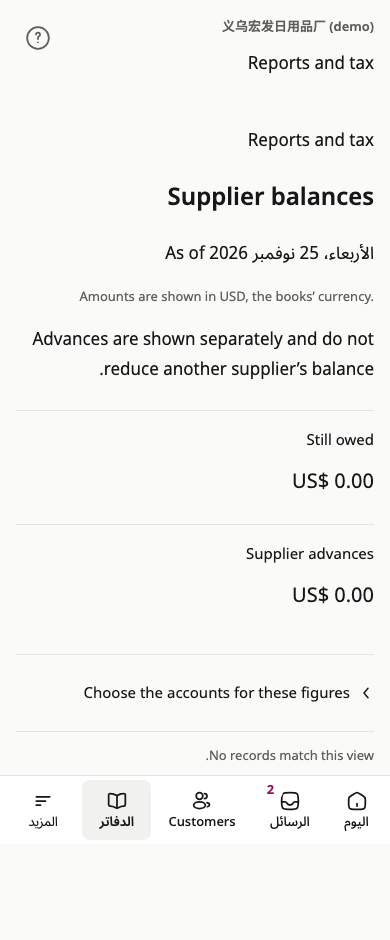 义乌宏发日用品厂 (demo)
Reports and tax
Reports and tax
Supplier balances
As of الأربعاء، 25 نوفمبر 2026
Amounts are shown in USD, the books’ currency.
Advances are shown separately and do not
reduce another supplier’s balance.
Still owed
US$ 0.00
Supplier advances
US$ 0.00
Choose the accounts for these figures
No records match this view.
2
اليوم
الرسائل
Customers
الدفاتر
المزيد